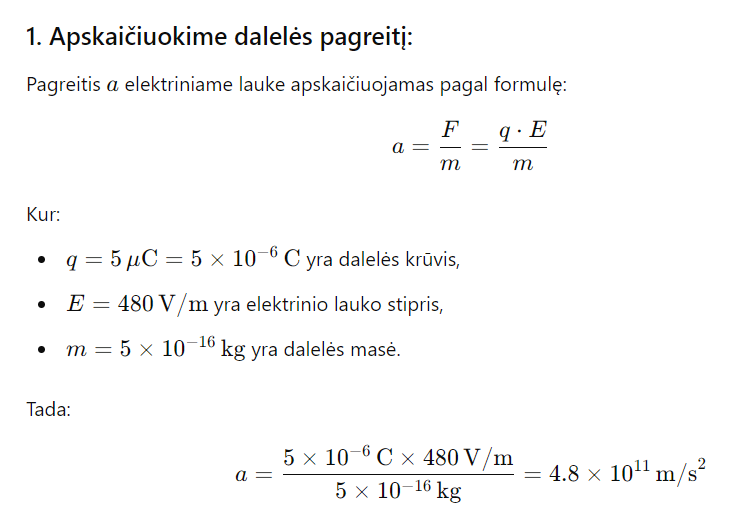 1. Apskaičiuokime dalelės pagreitį:
Pagreitis a elektriniame lauke apskaičiuojamas pagal formulę:
a = F/m = q · E/m
Kur:
• q = 5 μC = 5 × 10⁻⁶ C yra dalelės krūvis,
• E = 480 V/m yra elektrinio lauko stipris,
• m = 5 × 10⁻¹⁶ kg yra dalelės masė.
Tada:
a = 5 × 10⁻⁶ C × 480 V/m / 5 × 10⁻¹⁶ kg = 4.8 × 10¹¹ m/s²